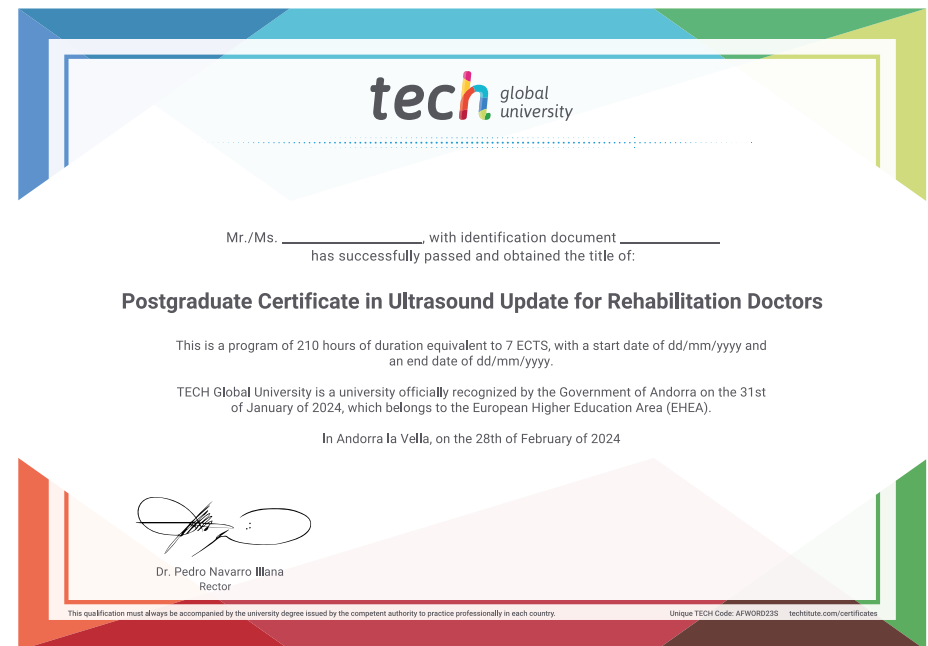 tech global
university
Mr./Ms. ____________, with identification document ____________
has successfully passed and obtained the title of:
Postgraduate Certificate in Ultrasound Update for Rehabilitation Doctors
This is a program of 210 hours of duration equivalent to 7 ECTS, with a start date of dd/mm/yyyy and
an end date of dd/mm/yyyy.
TECH Global University is a university officially recognized by the Government of Andorra on the 31st
of January of 2024, which belongs to the European Higher Education Area (EHEA).
In Andorra la Vella, on the 28th of February of 2024
Dr. Pedro Navarro Illana
Rector
This qualification must always be accompanied by the university degree issued by the competent authority to practice professionally in each country.
Unique TECH Code: AFWORD23S techtitute.com/certificates